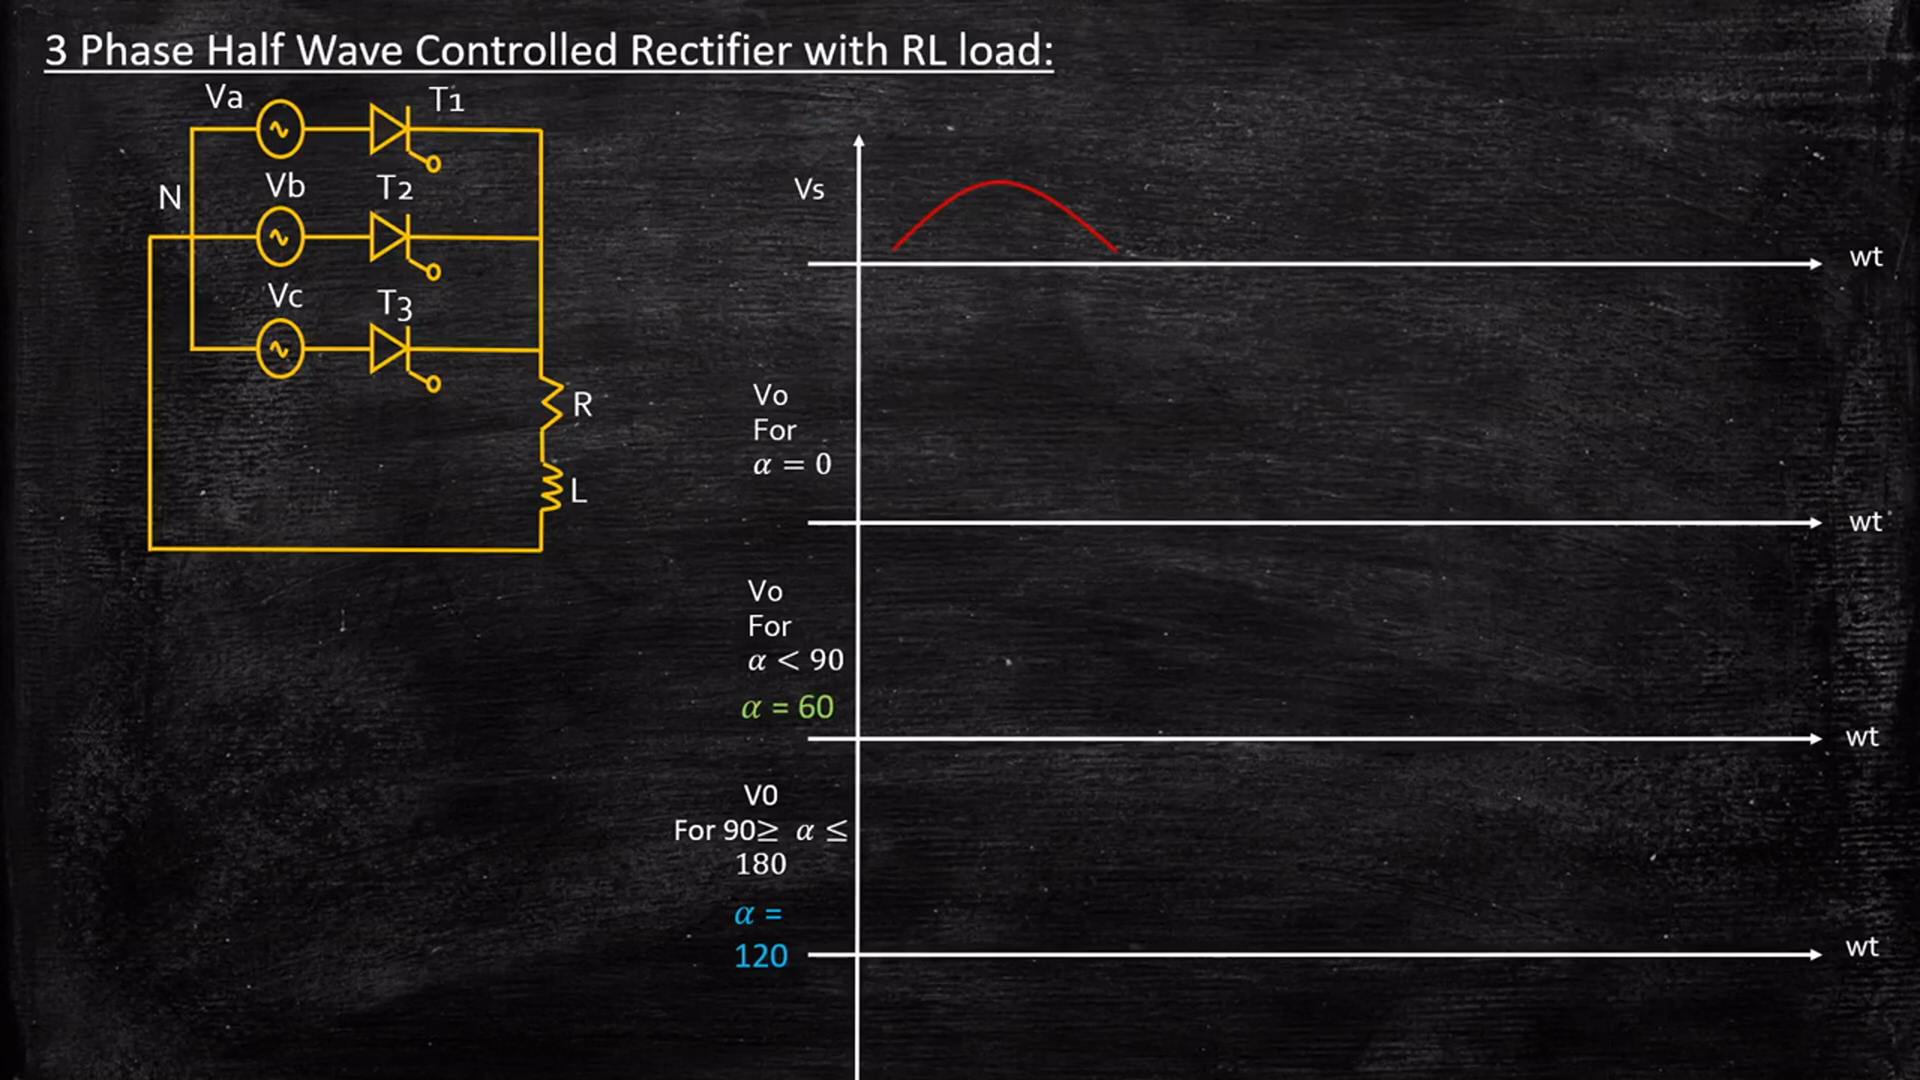 3 Phase Half Wave Controlled Rectifier with RL load:
Va
T1
Vb
T2
N
Vc
T3
R
L
Vs
wt
Vo
For
α = 0
wt
Vo
For
α < 90
α = 60
wt
V0
For 90≥ α ≤
180
α =
120
wt